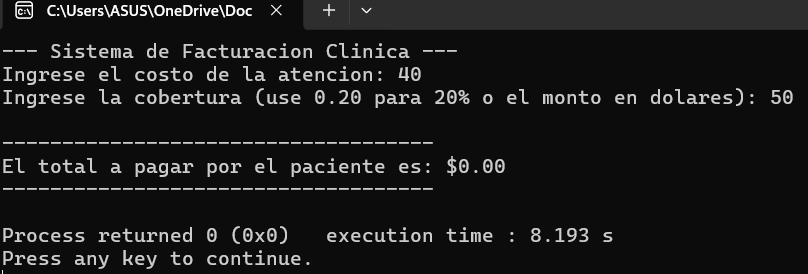 C:\Users\ASUS\OneDrive\Doc
--- Sistema de Facturacion Clinica ---
Ingrese el costo de la atencion: 40
Ingrese la cobertura (use 0.20 para 20% o el monto en dolares): 50
------------------------------------
El total a pagar por el paciente es: $0.00
------------------------------------
Process returned 0 (0x0)   execution time : 8.193 s
Press any key to continue.